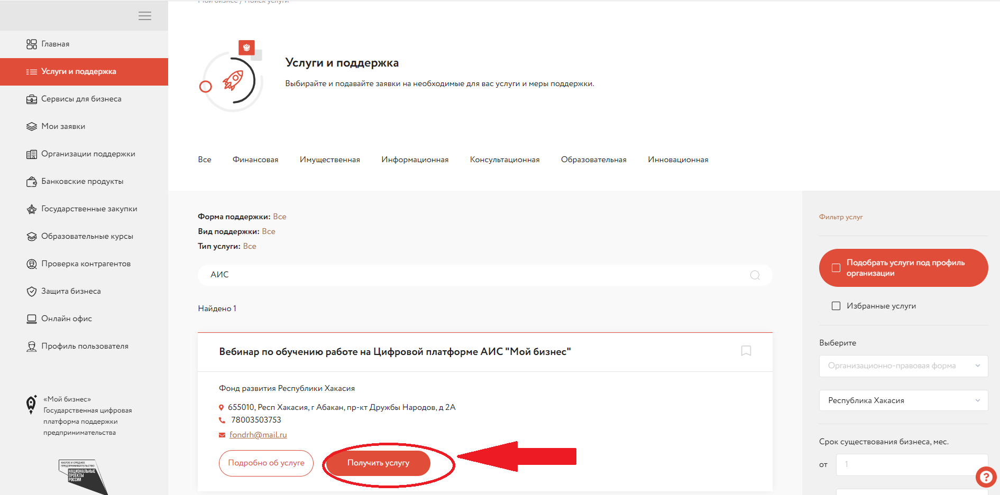 Мой бизнес / Поиск услуги
Главная
Услуги и поддержка
Сервисы для бизнеса
Мои заявки
Организации поддержки
Банковские продукты
Государственные закупки
Образовательные курсы
Проверка контрагентов
Защита бизнеса
Онлайн офис
Профиль пользователя
«Мой бизнес»
Государственная цифровая
платформа поддержки
предпринимательства
МАЛОЕ И СРЕДНЕЕ
ПРЕДПРИНИМАТЕЛЬСТВО
НАЦИОНАЛЬНЫЕ
ПРОЕКТЫ
РОССИИ
Услуги и поддержка
Выбирайте и подавайте заявки на необходимые для вас услуги и меры поддержки.
Все Финансовая Имущественная Информационная Консультационная Образовательная Инновационная
Форма поддержки: Все
Вид поддержки: Все
Тип услуги: Все
АИС
Найдено 1
Вебинар по обучению работе на Цифровой платформе АИС "Мой бизнес"
Фонд развития Республики Хакасия
655010, Респ Хакасия, г Абакан, пр-кт Дружбы Народов, д 2А
78003503753
fondrh@mail.ru
Подробно об услуге
Получить услугу
Фильтр услуг
Подобрать услуги под профиль
организации
Избранные услуги
Выберите
Организационно-правовая форма
Республика Хакасия
Срок существования бизнеса, мес.
от 1
?